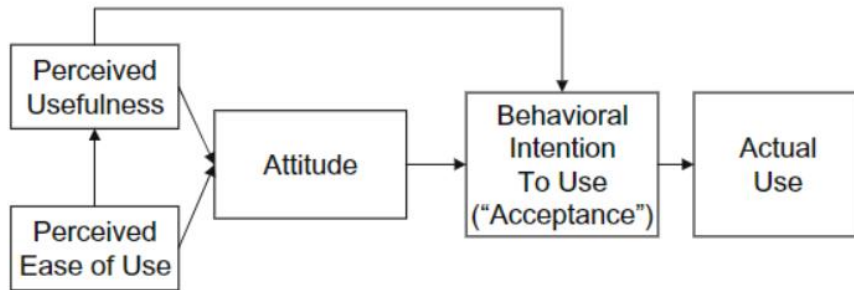 Perceived
Usefulness
Attitude
Behavioral
Intention
To Use
(“Acceptance”)
Actual
Use
Perceived
Ease of Use